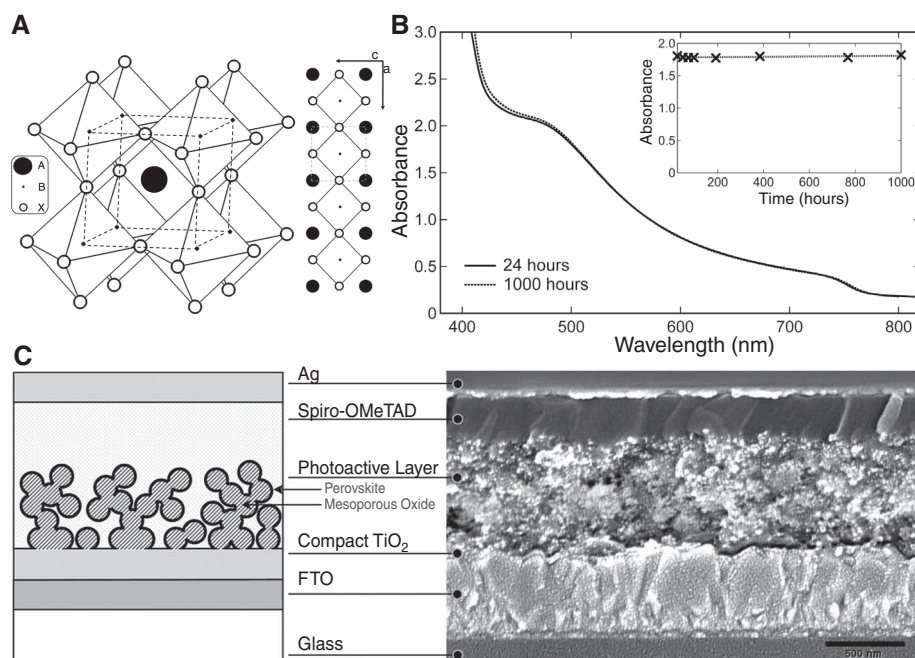 A
B
c
a
A
B
X
3.0
2.5
2.0
1.5
1.0
0.5
0
Absorbance
400
500
600
700
800
Wavelength (nm)
24 hours
1000 hours
2.0
1.5
1.0
0.5
0
Absorbance
200
400
600
800
1000
Time (hours)
C
Ag
Spiro-OMeTAD
Photoactive Layer
Perovskite
Mesoporous Oxide
Compact TiO₂
FTO
Glass
500 nm